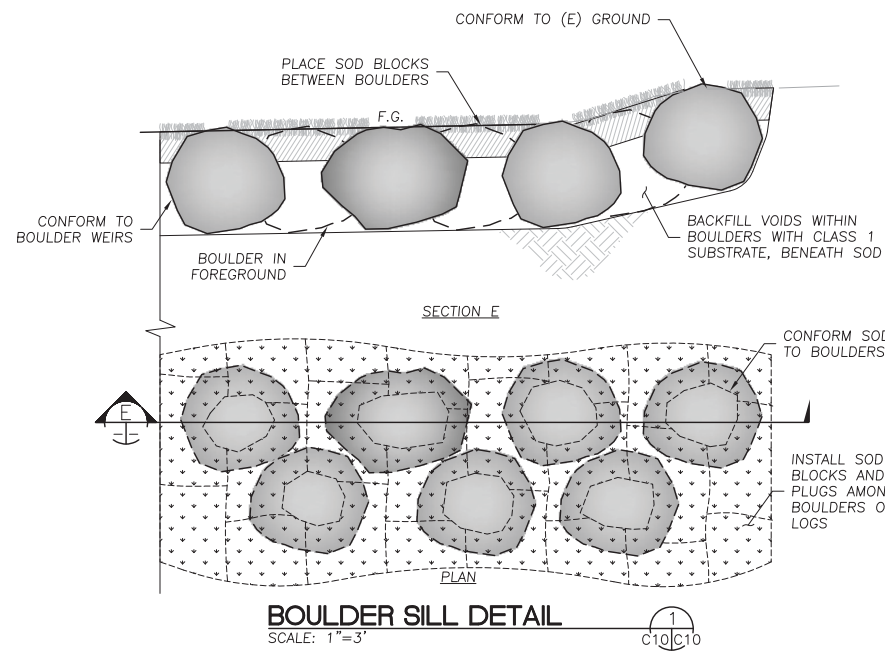 CONFORM TO (E) GROUND
PLACE SOD BLOCKS
BETWEEN BOULDERS
F.G.
CONFORM TO
BOULDER WEIRS
BOULDER IN
FOREGROUND
BACKFILL VOIDS WITHIN
BOULDERS WITH CLASS 1
SUBSTRATE, BENEATH SOD
SECTION E
CONFORM SOD
TO BOULDERS
E
INSTALL SOD
BLOCKS AND
PLUGS AMON
BOULDERS O
LOGS
PLAN
BOULDER SILL DETAIL
SCALE: 1"=3'
1
C10 C10